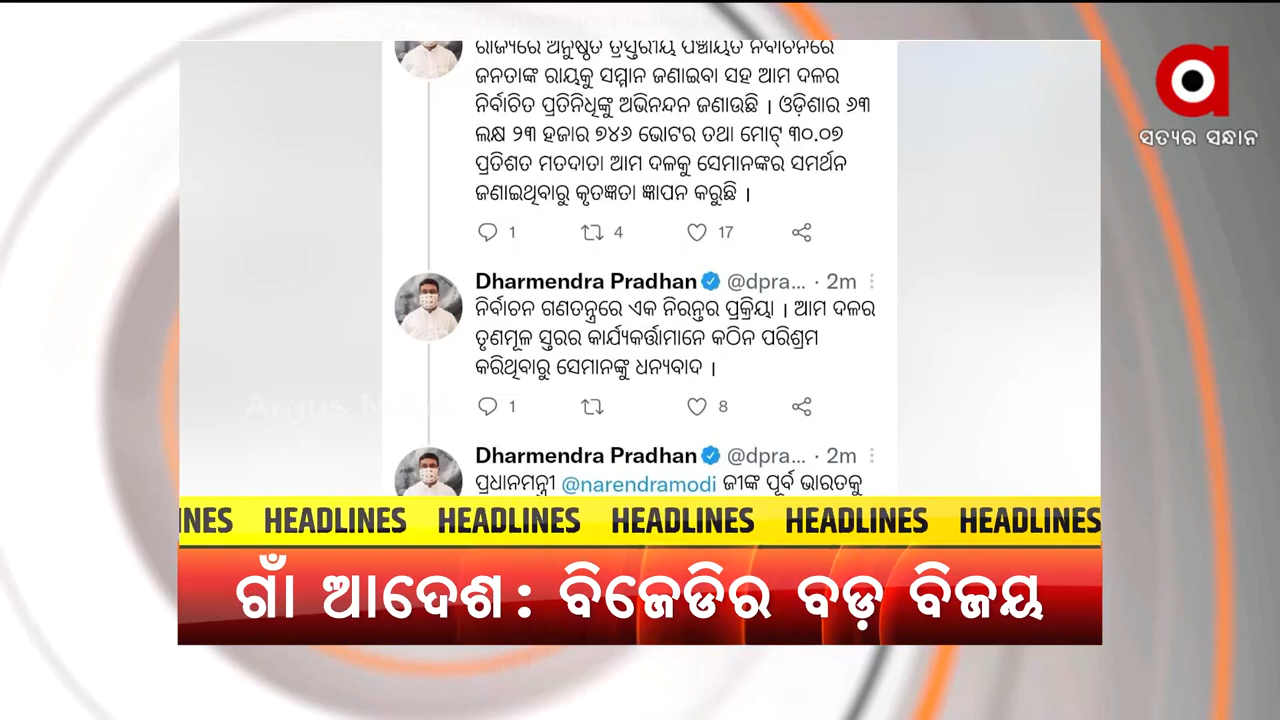 ରାଜ୍ୟରେ ଅନୁଷ୍ଠିତ ତ୍ରିସ୍ତରୀୟ ପଞ୍ଚାୟତ ନିର୍ବାଚନରେ
ଜନତାଙ୍କ ରାୟକୁ ସମ୍ମାନ ଜଣାଇବା ସହ ଆମ ଦଳର
ନିର୍ବାଚିତ ପ୍ରତିନିଧିଙ୍କୁ ଅଭିନନ୍ଦନ ଜଣାଉଛି । ଓଡ଼ିଶାର ୬୩
ଲକ୍ଷ ୨୩ ହଜାର ୭୪୬ ଭୋଟର ତଥା ମୋଟ୍ ୩୦.୦୭
ପ୍ରତିଶତ ମତଦାତା ଆମ ଦଳକୁ ସେମାନଙ୍କର ସମର୍ଥନ
ଜଣାଇଥିବାରୁ କୃତଜ୍ଞତା ଜ୍ଞାପନ କରୁଛି ।
1 4 17
Dharmendra Pradhan @dpra... · 2m
ନିର୍ବାଚନ ଗଣତନ୍ତ୍ରରେ ଏକ ନିରନ୍ତର ପ୍ରକ୍ରିୟା । ଆମ ଦଳର
ତୃଣମୂଳ ସ୍ତରର କାର୍ଯ୍ୟକର୍ତ୍ତାମାନେ କଠିନ ପରିଶ୍ରମ
କରିଥିବାରୁ ସେମାନଙ୍କୁ ଧନ୍ୟବାଦ ।
1 8
Dharmendra Pradhan @dpra... · 2m
ପ୍ରଧାନମନ୍ତ୍ରୀ @narendramodi ଜୀଙ୍କ ପୂର୍ବ ଭାରତକୁ
INES HEADLINES HEADLINES HEADLINES HEADLINES HEADLINES
ଗାଁ ଆଦେଶ: ବିଜେଡିର ବଡ଼ ବିଜୟ
ସତ୍ୟର ସନ୍ଧାନ